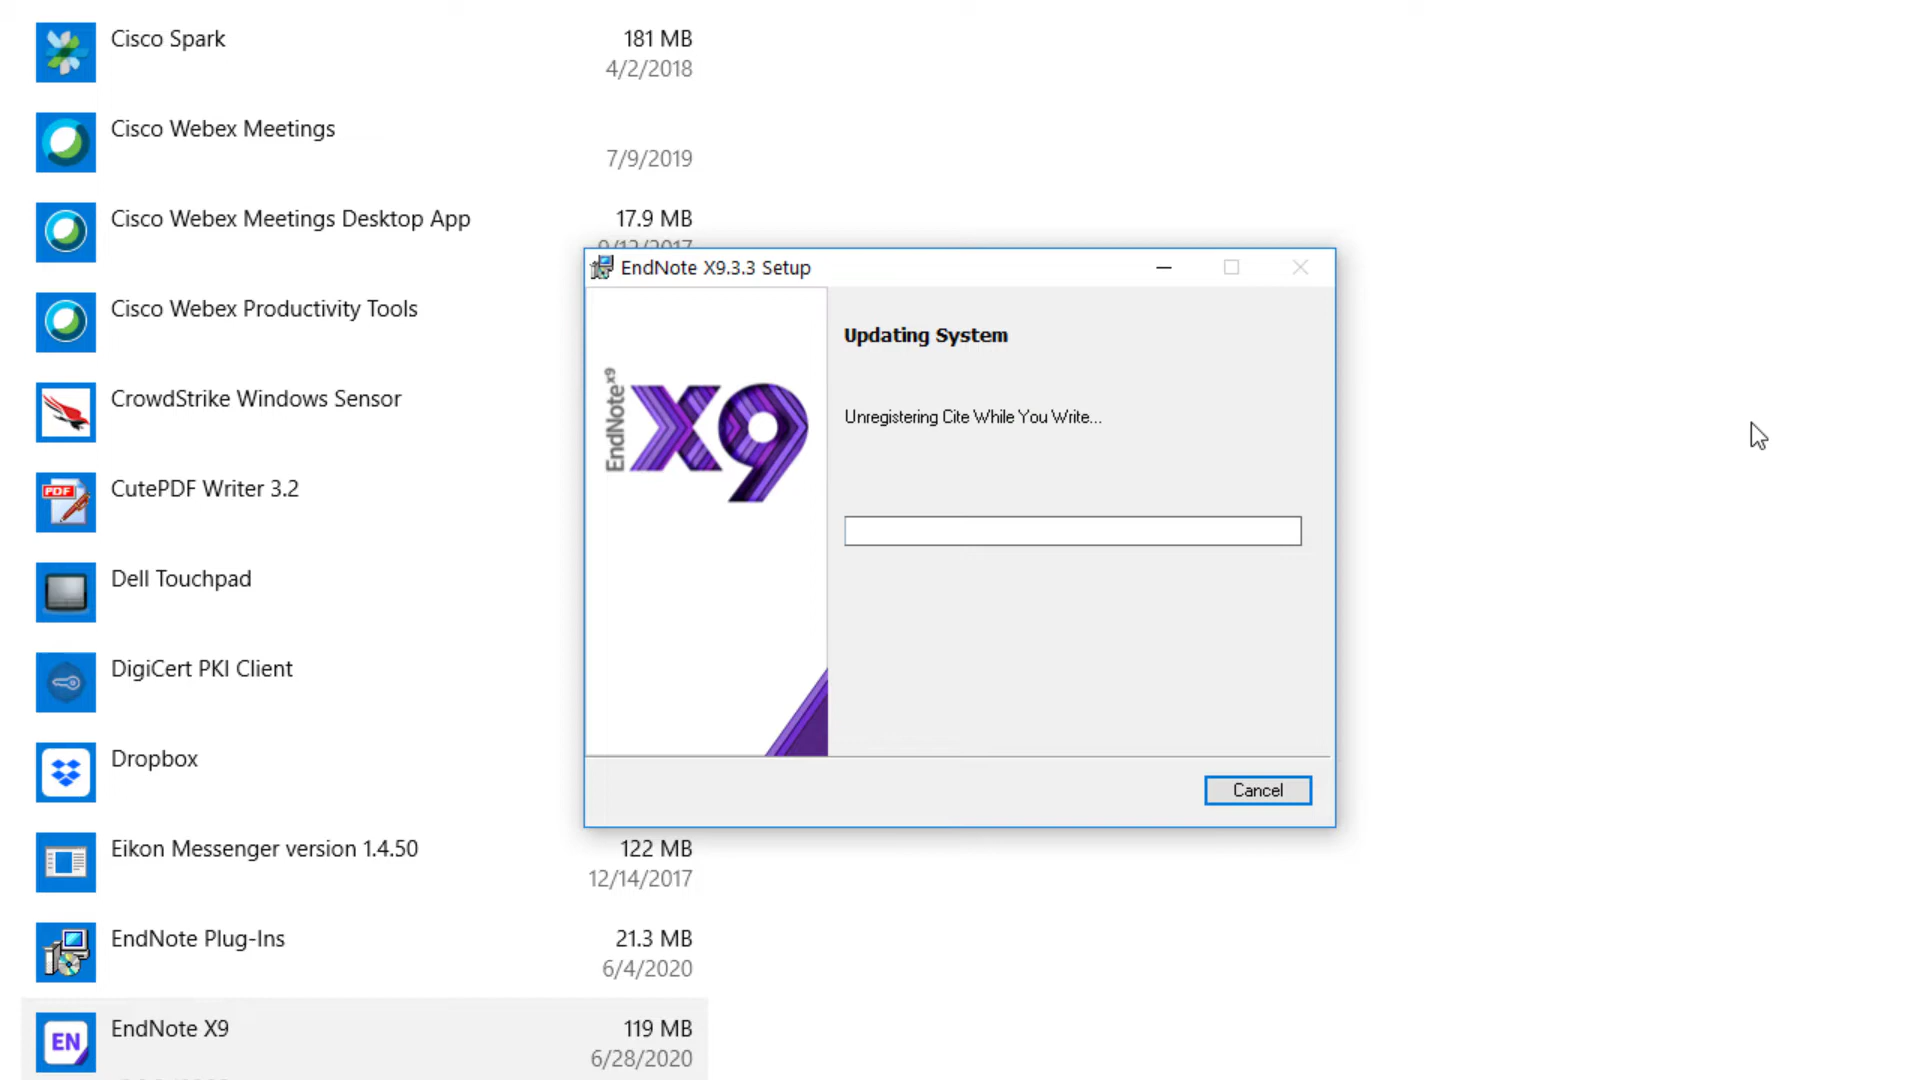 Cisco Spark
181 MB
4/2/2018
Cisco Webex Meetings
7/9/2019
Cisco Webex Meetings Desktop App
17.9 MB
9/12/2017
Cisco Webex Productivity Tools
CrowdStrike Windows Sensor
PDF
CutePDF Writer 3.2
Dell Touchpad
DigiCert PKI Client
Dropbox
Eikon Messenger version 1.4.50
122 MB
12/14/2017
EndNote Plug-Ins
21.3 MB
6/4/2020
EN
EndNote X9
119 MB
6/28/2020
EndNote X9.3.3 Setup
EndNote x9
X9
Updating System
Unregistering Cite While You Write...
Cancel